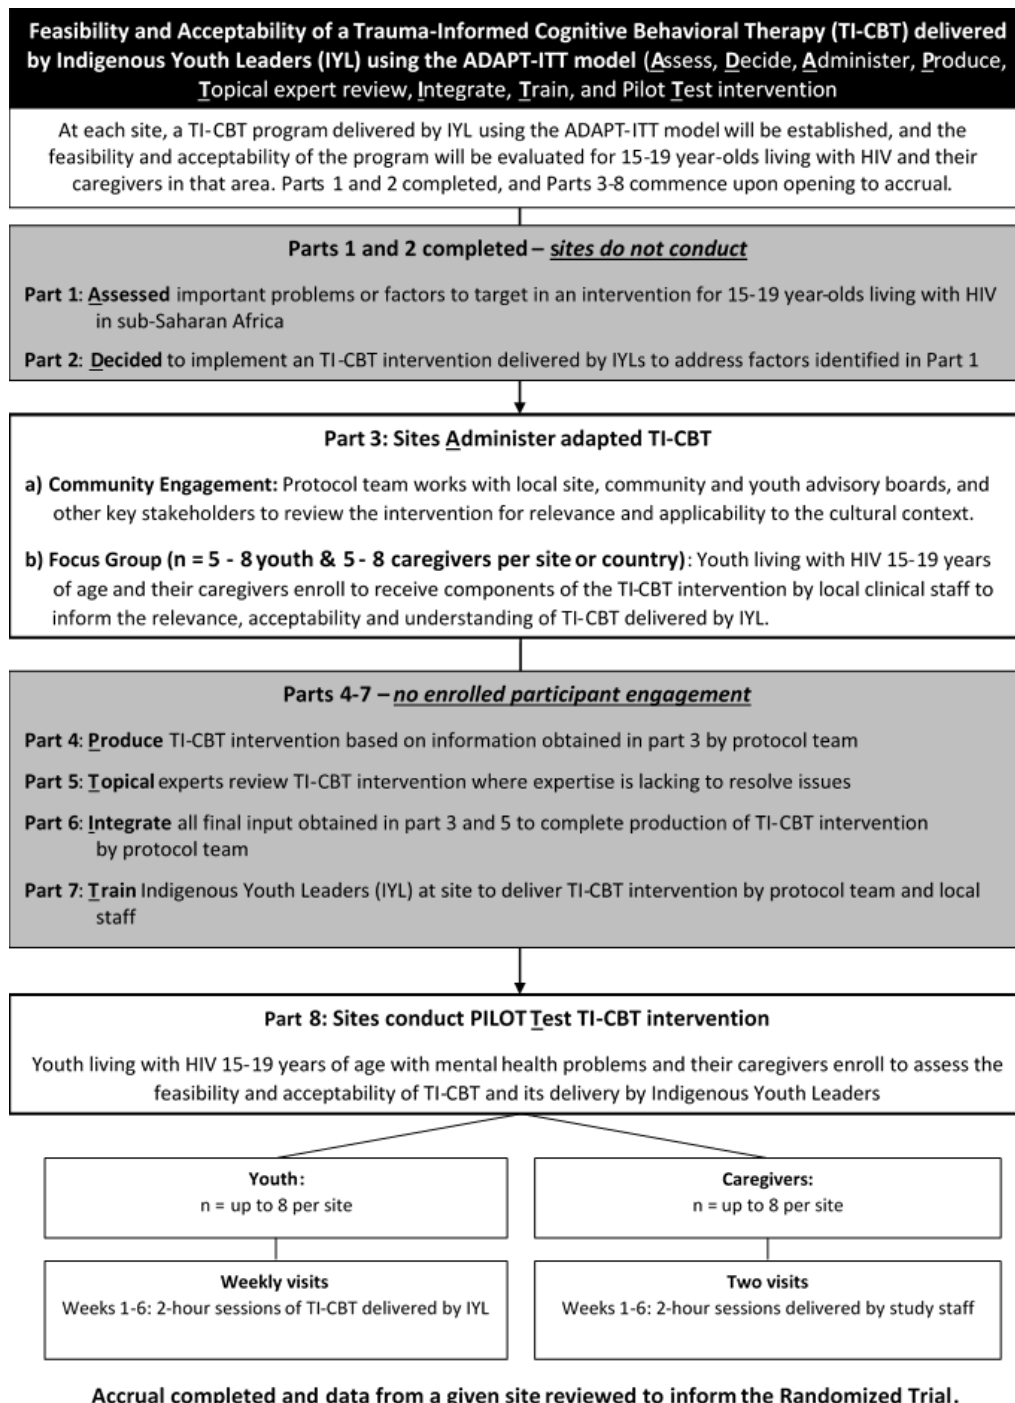 Feasibility and Acceptability of a Trauma-Informed Cognitive Behavioral Therapy (TI-CBT) delivered
by Indigenous Youth Leaders (IYL) using the ADAPT-ITT model (Assess, Decide, Administer, Produce,
Topical expert review, Integrate, Train, and Pilot Test intervention
At each site, a TI-CBT program delivered by IYL using the ADAPT-ITT model will be established, and the
feasibility and acceptability of the program will be evaluated for 15-19 year-olds living with HIV and their
caregivers in that area. Parts 1 and 2 completed, and Parts 3-8 commence upon opening to accrual.
Parts 1 and 2 completed – sites do not conduct
Part 1: Assessed important problems or factors to target in an intervention for 15-19 year-olds living with HIV
in sub-Saharan Africa
Part 2: Decided to implement an TI-CBT intervention delivered by IYLs to address factors identified in Part 1
Part 3: Sites Administer adapted TI-CBT
a) Community Engagement: Protocol team works with local site, community and youth advisory boards, and
other key stakeholders to review the intervention for relevance and applicability to the cultural context.
b) Focus Group (n = 5 - 8 youth & 5 - 8 caregivers per site or country): Youth living with HIV 15-19 years
of age and their caregivers enroll to receive components of the TI-CBT intervention by local clinical staff to
inform the relevance, acceptability and understanding of TI-CBT delivered by IYL.
Parts 4-7 – no enrolled participant engagement
Part 4: Produce TI-CBT intervention based on information obtained in part 3 by protocol team
Part 5: Topical experts review TI-CBT intervention where expertise is lacking to resolve issues
Part 6: Integrate all final input obtained in part 3 and 5 to complete production of TI-CBT intervention
by protocol team
Part 7: Train Indigenous Youth Leaders (IYL) at site to deliver TI-CBT intervention by protocol team and local
staff
Part 8: Sites conduct PILOT Test TI-CBT intervention
Youth living with HIV 15-19 years of age with mental health problems and their caregivers enroll to assess the
feasibility and acceptability of TI-CBT and its delivery by Indigenous Youth Leaders
Youth:
n = up to 8 per site
Caregivers:
n = up to 8 per site
Weekly visits
Weeks 1-6: 2-hour sessions of TI-CBT delivered by IYL
Two visits
Weeks 1-6: 2-hour sessions delivered by study staff
Accrual completed and data from a given site reviewed to inform the Randomized Trial.